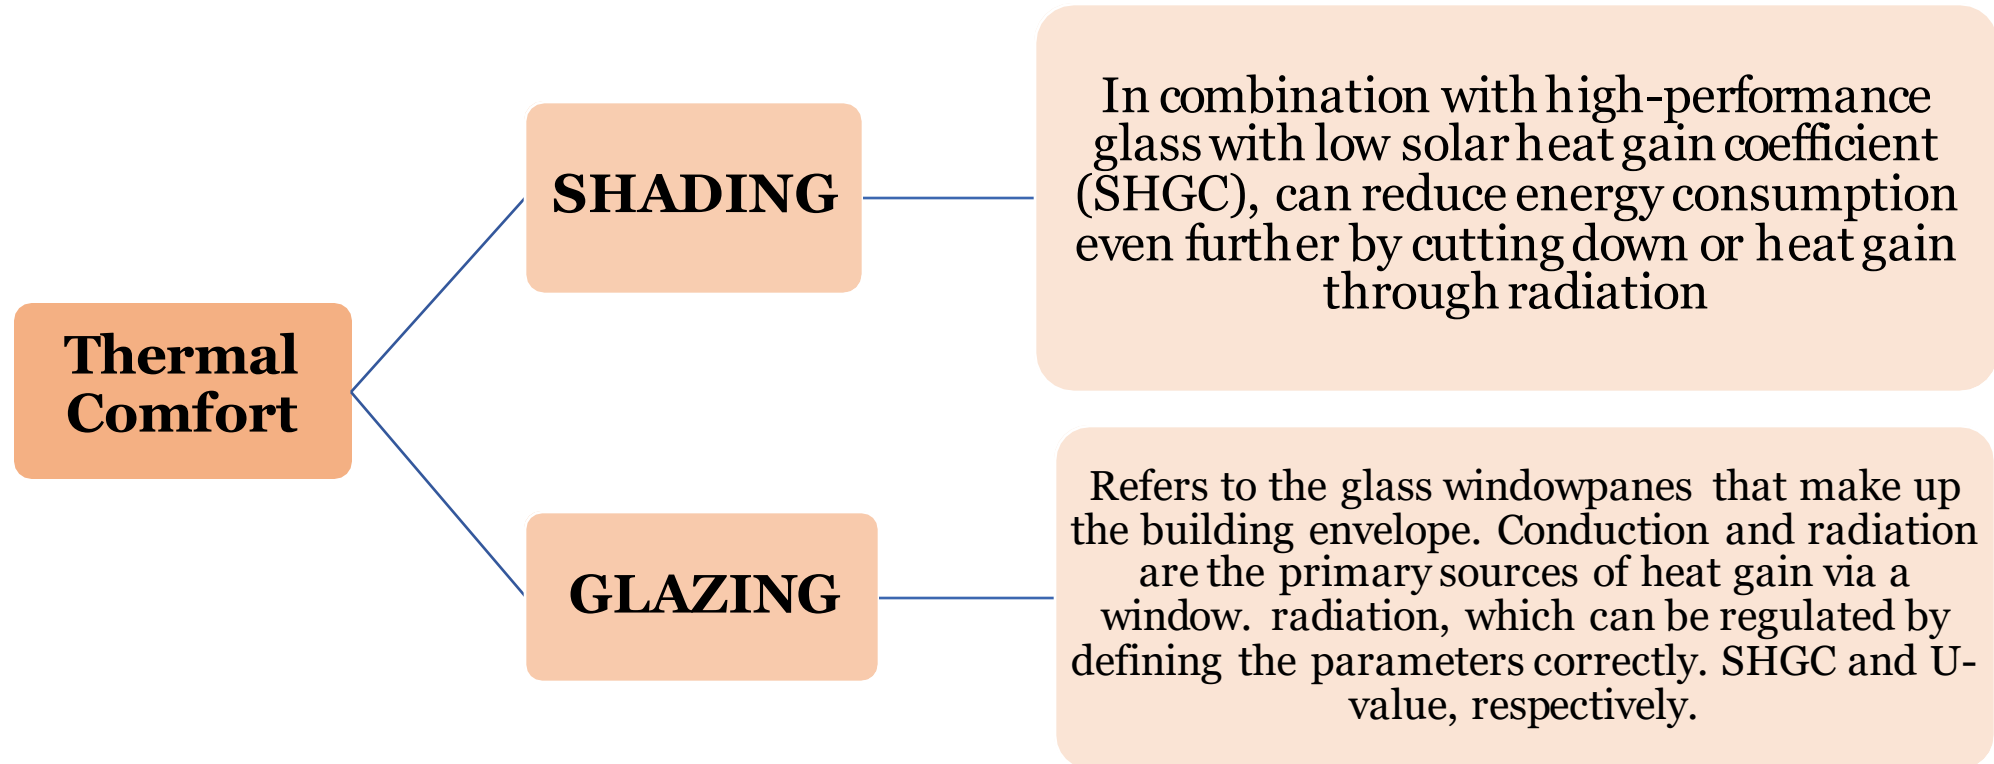 Thermal
Comfort
SHADING
In combination with high-performance
glass with low solar heat gain coefficient
(SHGC), can reduce energy consumption
even further by cutting down or heat gain
through radiation
GLAZING
Refers to the glass windowpanes that make up
the building envelope. Conduction and radiation
are the primary sources of heat gain via a
window. radiation, which can be regulated by
defining the parameters correctly. SHGC and U-
value, respectively.